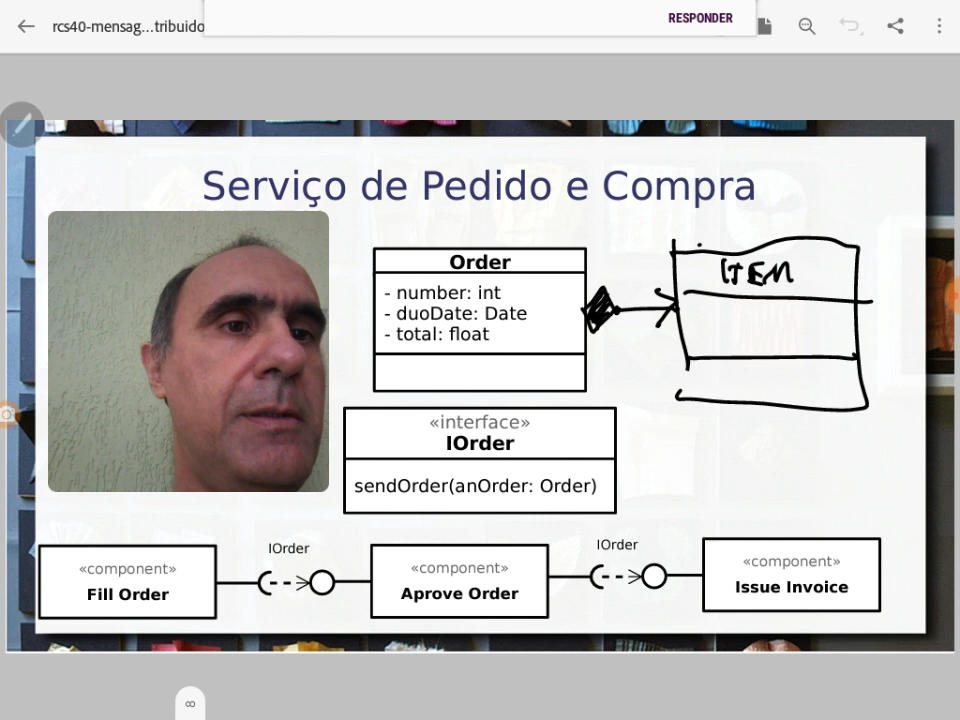 rcs40-mensag...tribuido
RESPONDER
Serviço de Pedido e Compra
Order
- number: int
- duoDate: Date
- total: float
ITEM
«interface»
IOrder
sendOrder(anOrder: Order)
IOrder
IOrder
«component»
Fill Order
«component»
Aprove Order
«component»
Issue Invoice
8